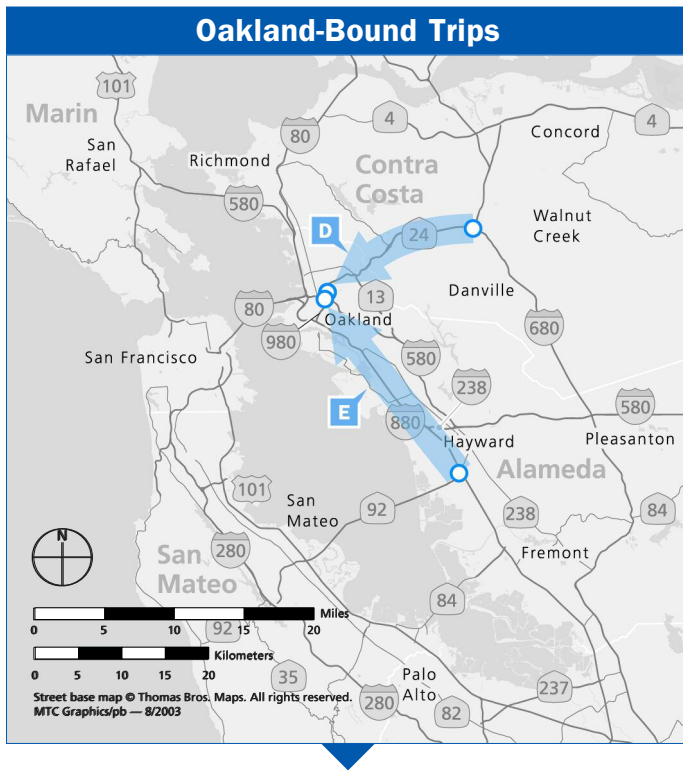 Oakland-Bound Trips
101
Marin
4
4
80
Concord
San
Rafael
Richmond
Contra
Costa
580
Walnut
Creek
D
24
Danville
13
80
Oakland
680
980
San Francisco
580
238
580
E
880
Hayward
Pleasanton
Alameda
101
San
Mateo
92
238
84
N
San
Mateo
280
Fremont
84
Miles
0 5 10 15 20
92
Kilometers
0 5 10 15 20
35
Palo
Alto
237
280
82
Street base map © Thomas Bros. Maps. All rights reserved.
MTC Graphics/pb — 8/2003